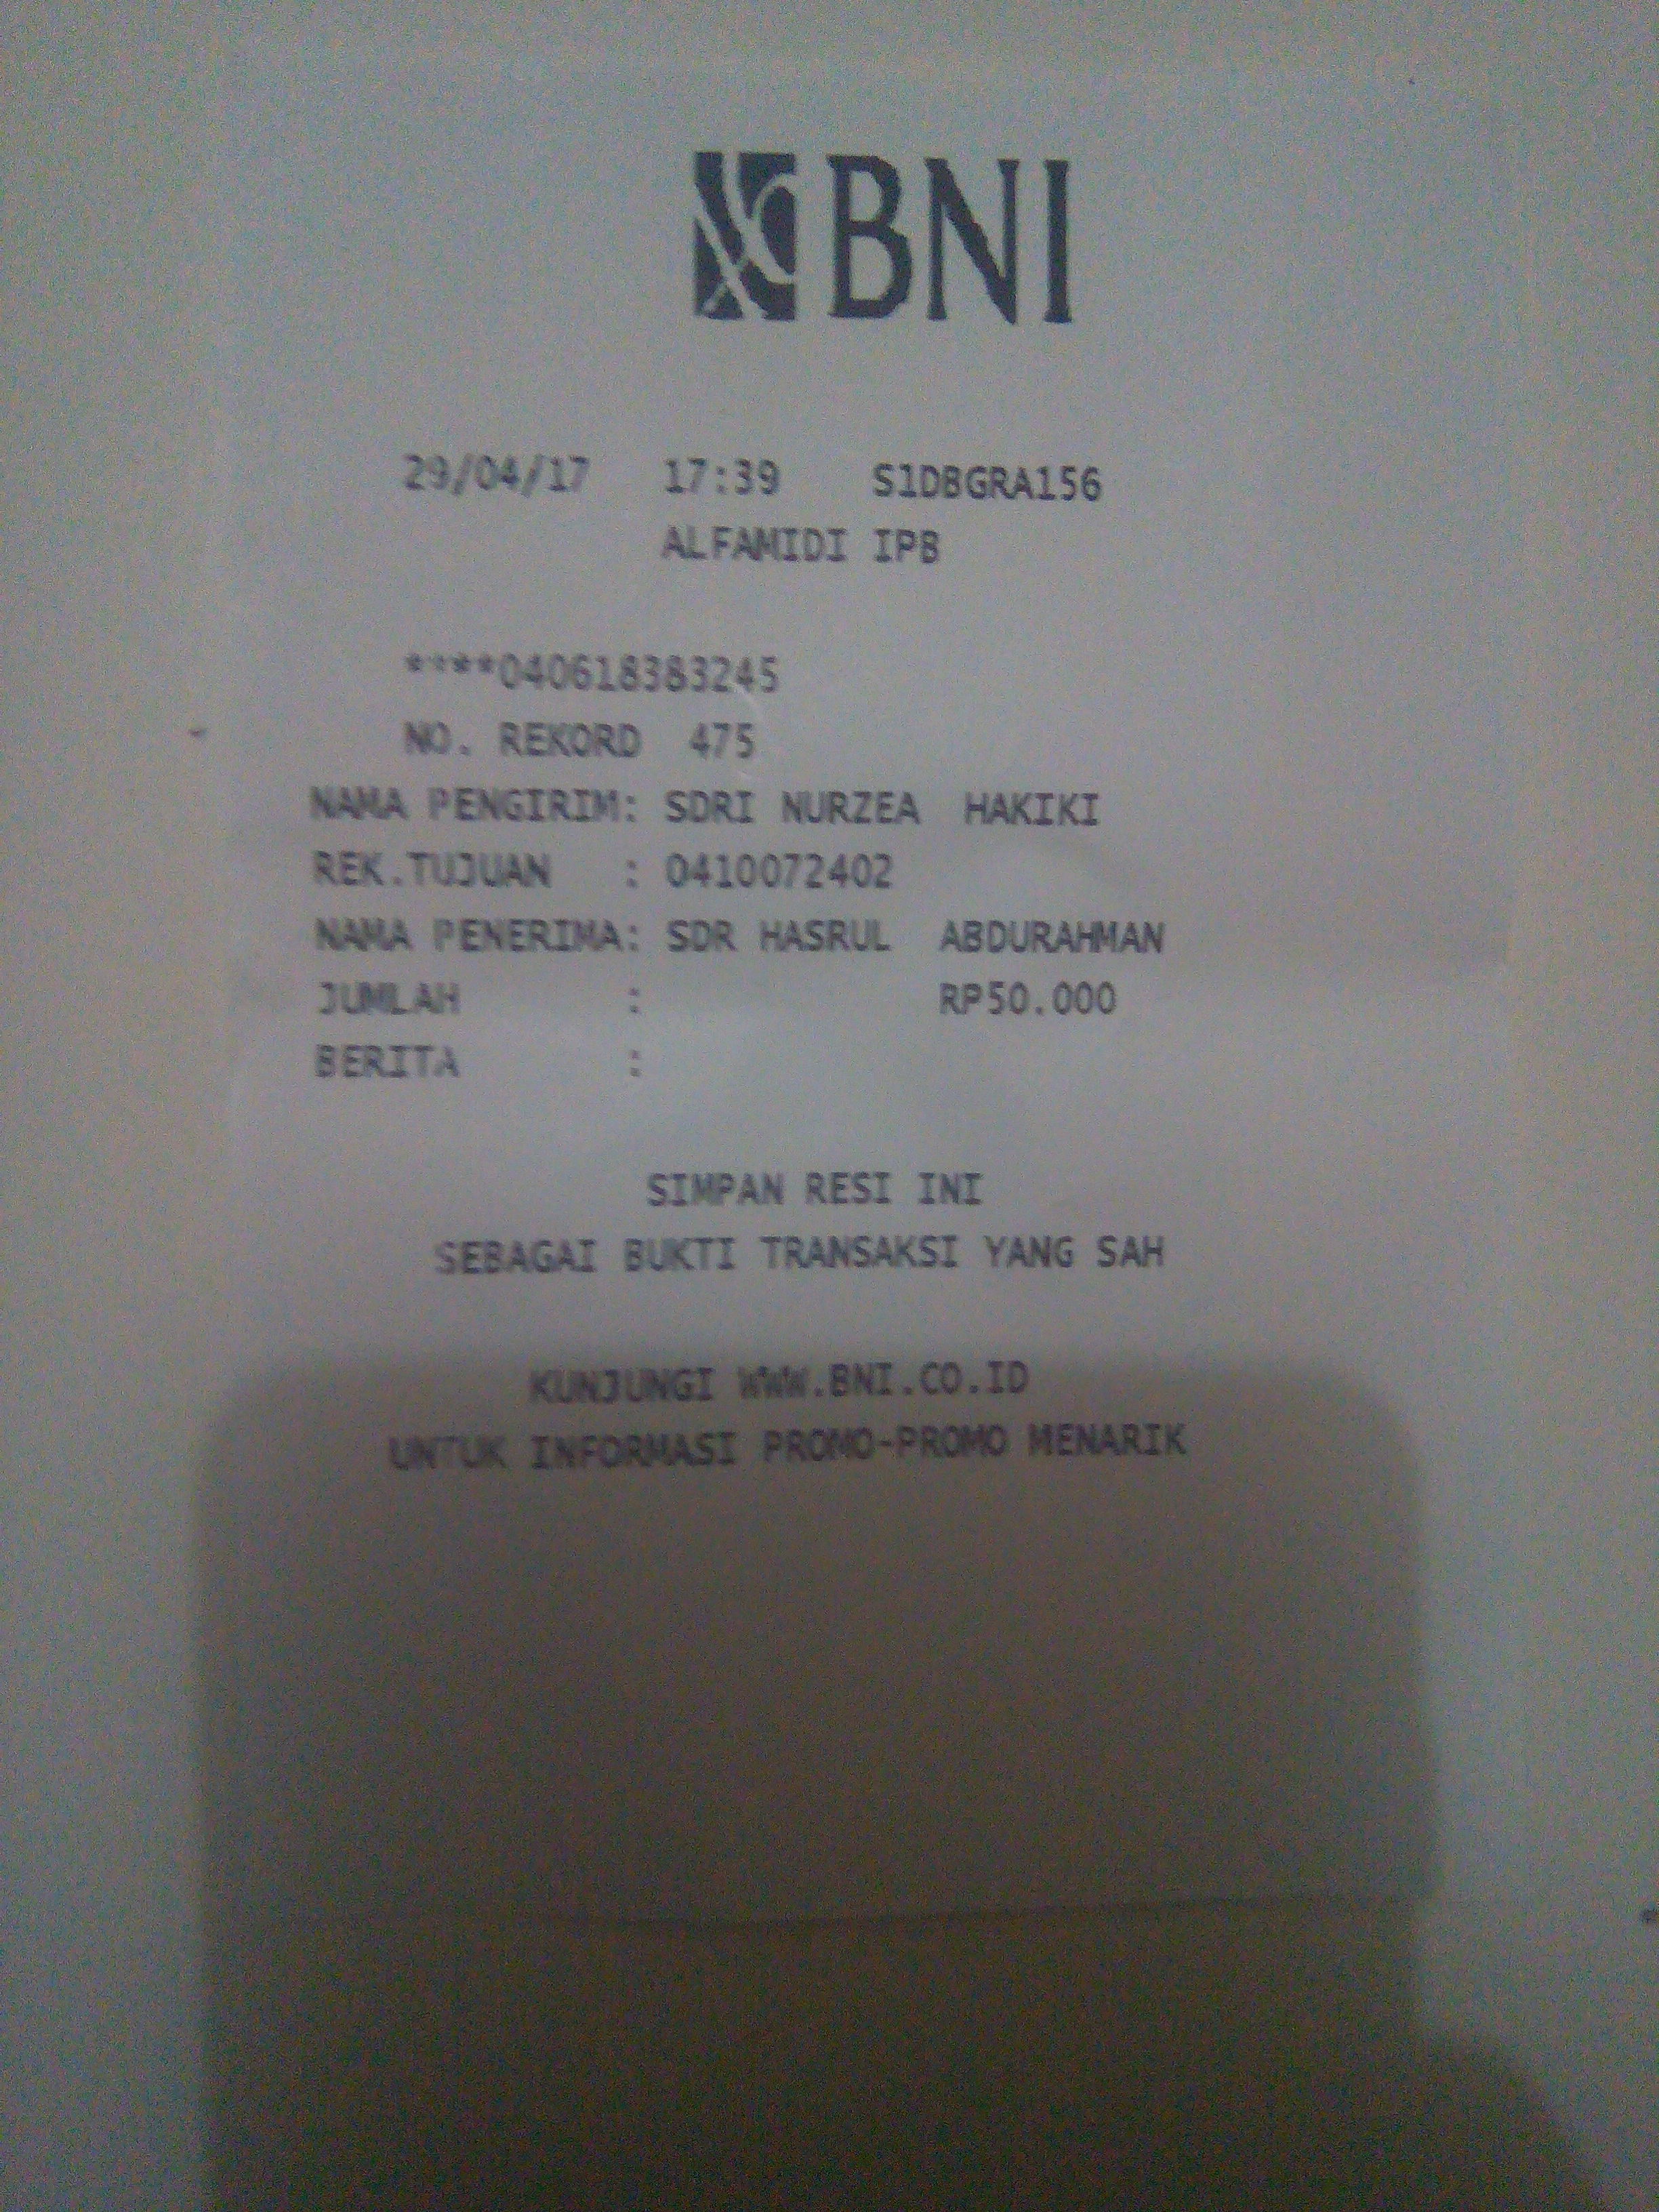 BNI
29/04/17 17:39 S1DBGRA156
ALFAMIDI IPB
****040618383245
NO. REKORD 475
NAMA PENGIRIM: SDRI NURZEA HAKIKI
REK.TUJUAN : 0410072402
NAMA PENERIMA: SDR HASRUL ABDURAHMAN
JUMLAH : RP50.000
BERITA :
SIMPAN RESI INI
SEBAGAI BUKTI TRANSAKSI YANG SAH
KUNJUNGI WWW.BNI.CO.ID
UNTUK INFORMASI PROMO-PROMO MENARIK